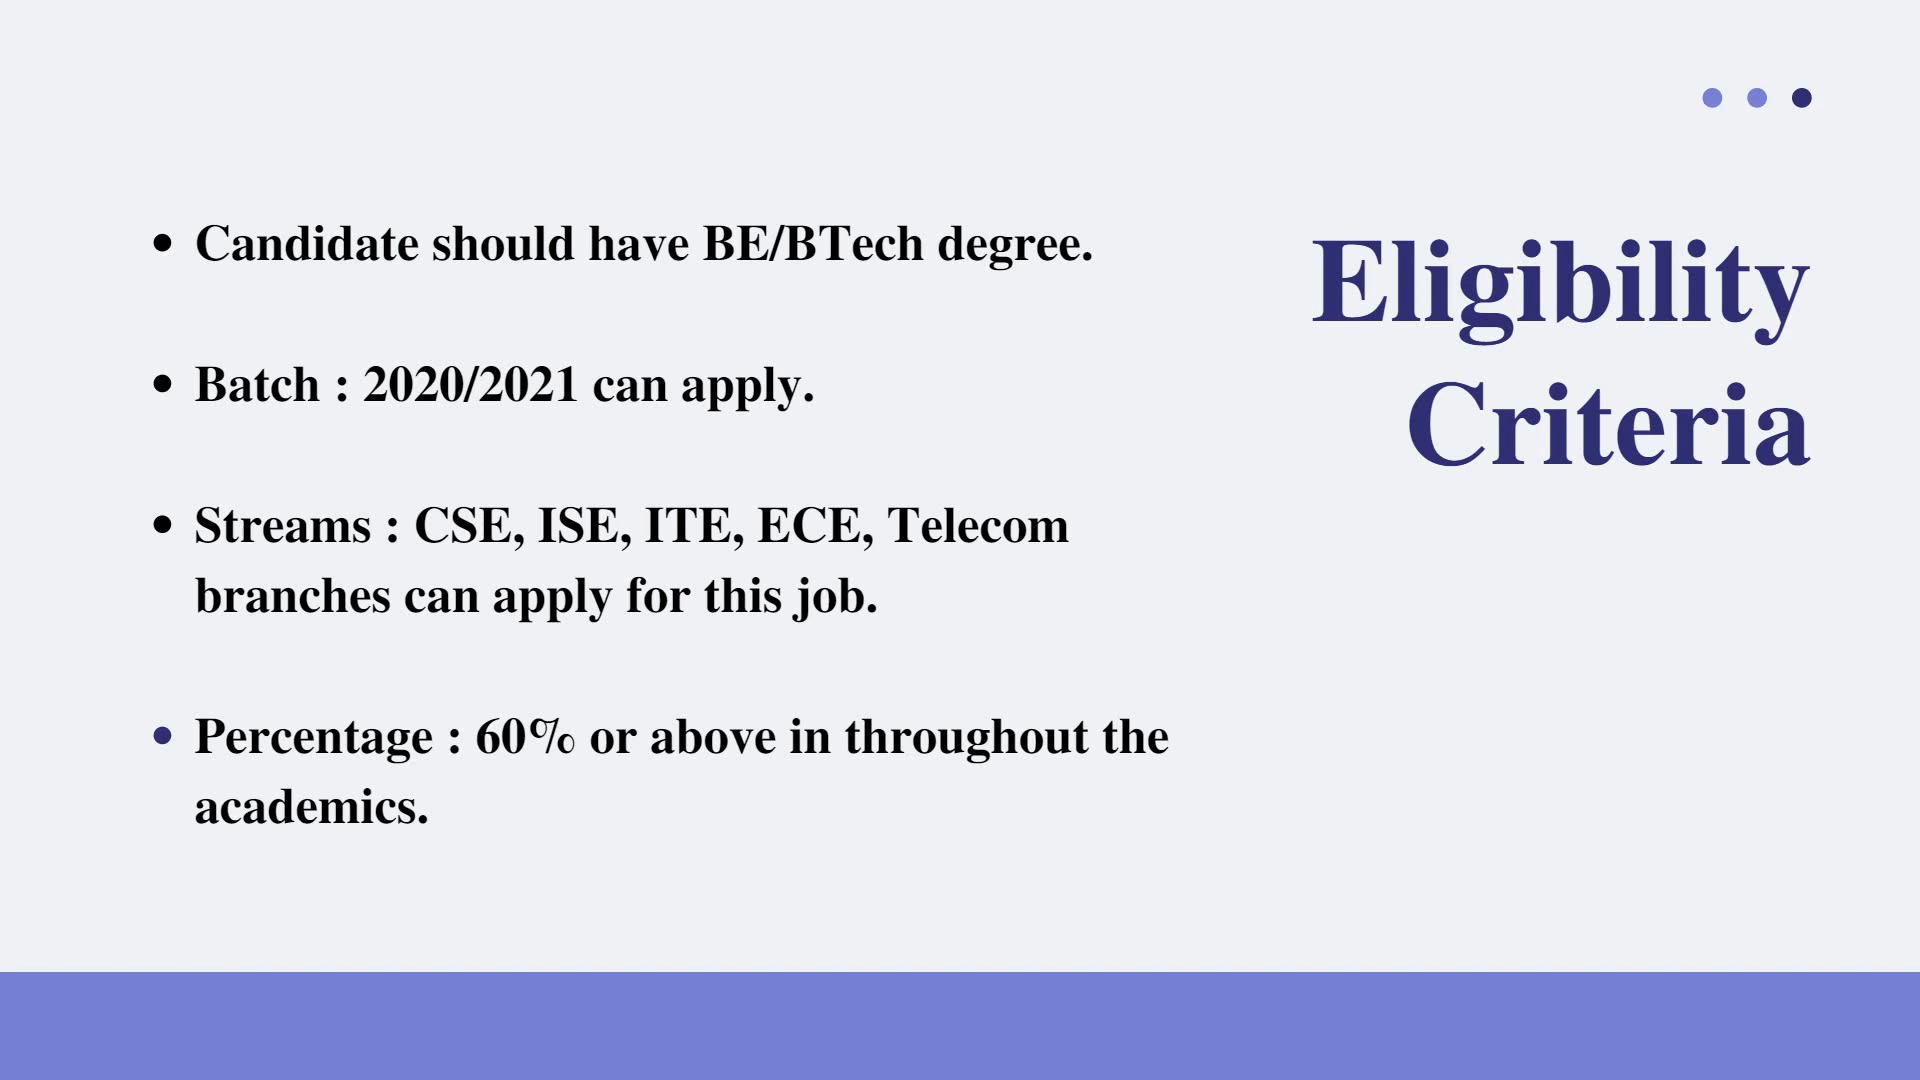 Eligibility
Criteria
• Candidate should have BE/BTech degree.
• Batch : 2020/2021 can apply.
• Streams : CSE, ISE, ITE, ECE, Telecom
branches can apply for this job.
• Percentage : 60% or above in throughout the
academics.